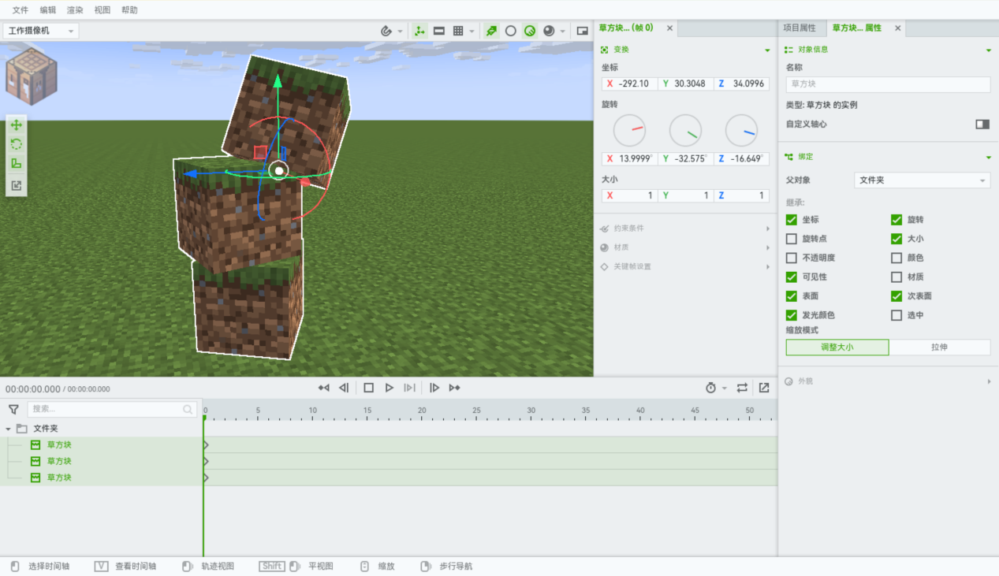 文件 编辑 渲染 视图 帮助
工作摄像机
草方块... (帧 0)
变换
坐标
X -292.10 Y 30.3048 Z 34.0996
旋转
X 13.9999° Y -32.575° Z -16.649°
大小
X 1 Y 1 Z 1
约束条件
材质
关键帧设置
项目属性 草方块... 属性
对象信息
名称
草方块
类型: 草方块 的实例
自定义轴心
绑定
父对象 文件夹
继承:
坐标 旋转
旋转点 大小
不透明度 颜色
可见性 材质
表面 次表面
发光颜色 选中
缩放模式
调整大小 拉伸
外貌
00:00:00.000 / 00:00:00.000
搜索...
0 5 10 15 20 25 30 35 40 45 50
文件夹
草方块
草方块
草方块
选择时间轴 V 查看时间轴 轨迹视图 Shift 平视图 缩放 步行导航